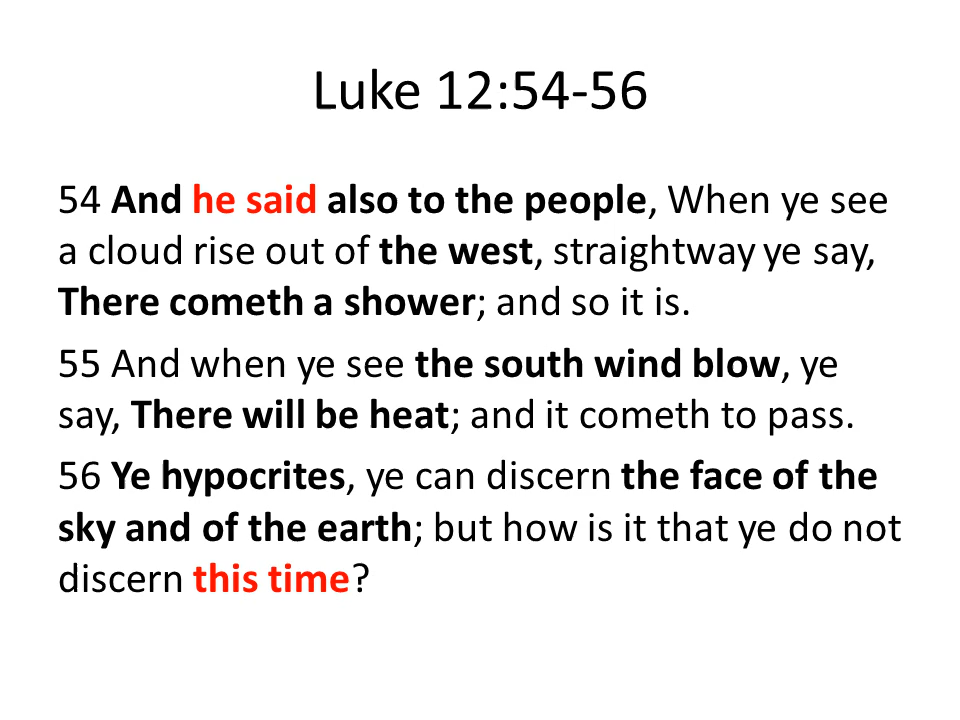 Luke 12:54-56
54 And he said also to the people, When ye see
a cloud rise out of the west, straightway ye say,
There cometh a shower; and so it is.
55 And when ye see the south wind blow, ye
say, There will be heat; and it cometh to pass.
56 Ye hypocrites, ye can discern the face of the
sky and of the earth; but how is it that ye do not
discern this time?